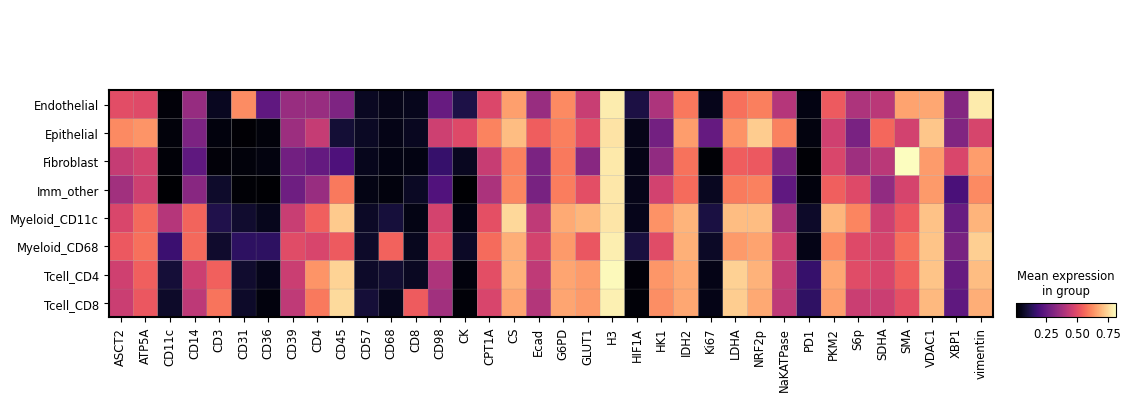 Endothelial
Epithelial
Fibroblast
Imm_other
Myeloid_CD11c
Myeloid_CD68
Tcell_CD4
Tcell_CD8
ASCT2
ATP5A
CD11c
CD14
CD3
CD31
CD36
CD39
CD4
CD45
CD57
CD68
CD8
CD98
CK
CPT1A
CS
Ecad
G6PD
GLUT1
H3
HIF1A
HK1
IDH2
Ki67
LDHA
NRF2p
NaKATPase
PD1
PKM2
S6p
SDHA
SMA
VDAC1
XBP1
vimentin
Mean expression
in group
0.25 0.50 0.75